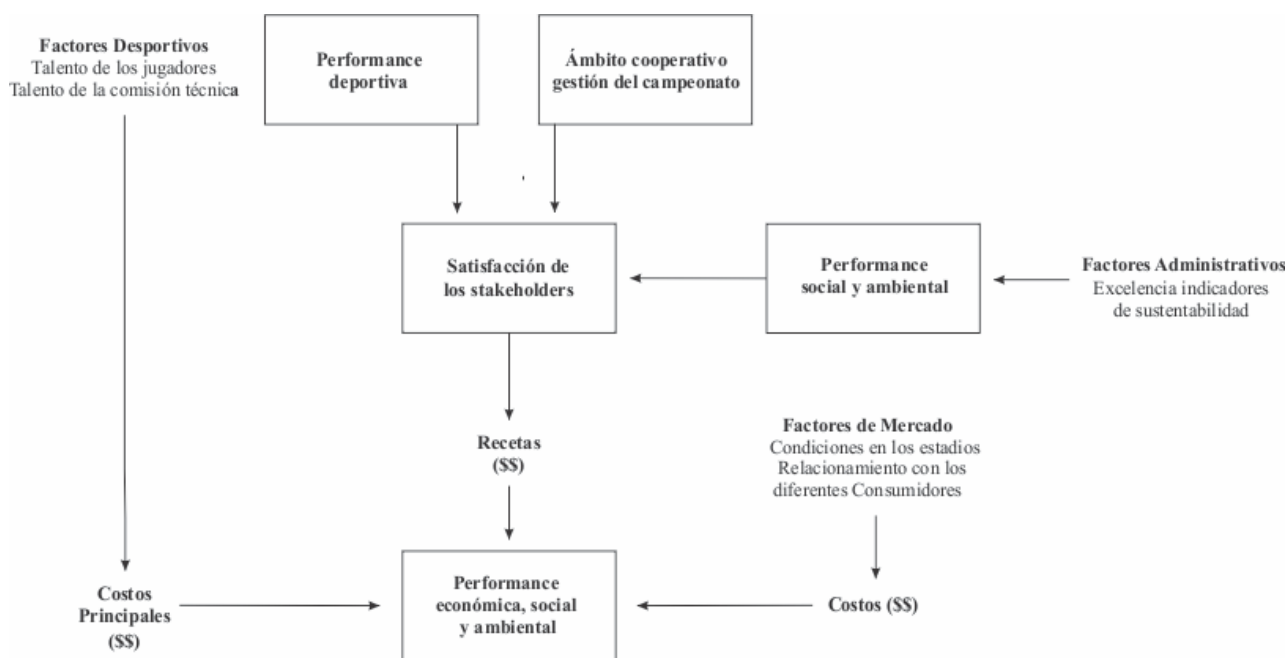 Factores Desportivos
Talento de los jugadores
Talento de la comisión técnica
Performance
deportiva
Ámbito cooperativo
gestión del campeonato
Satisfacción de
los stakeholders
Performance
social y ambiental
Factores Administrativos
Excelencia indicadores
de sustentabilidad
Recetas
($$)
Factores de Mercado
Condiciones en los estadios
Relacionamiento con los
diferentes Consumidores
Costos
Principales
($$)
Performance
económica, social
y ambiental
Costos ($$)